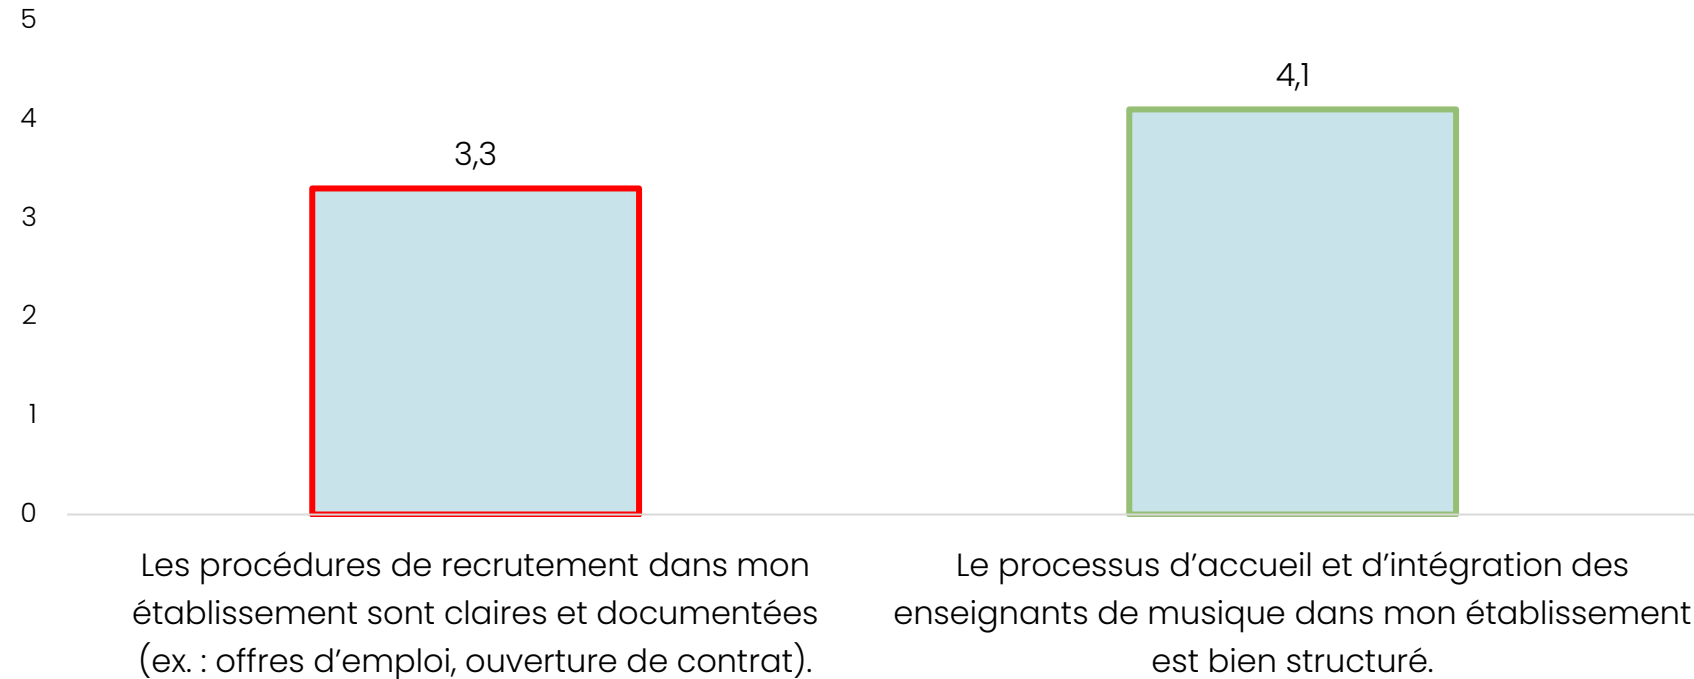 5
4,1
4
3,3
3
2
1
0
Les procédures de recrutement dans mon
établissement sont claires et documentées
(ex. : offres d’emploi, ouverture de contrat).
Le processus d’accueil et d’intégration des
enseignants de musique dans mon établissement
est bien structuré.